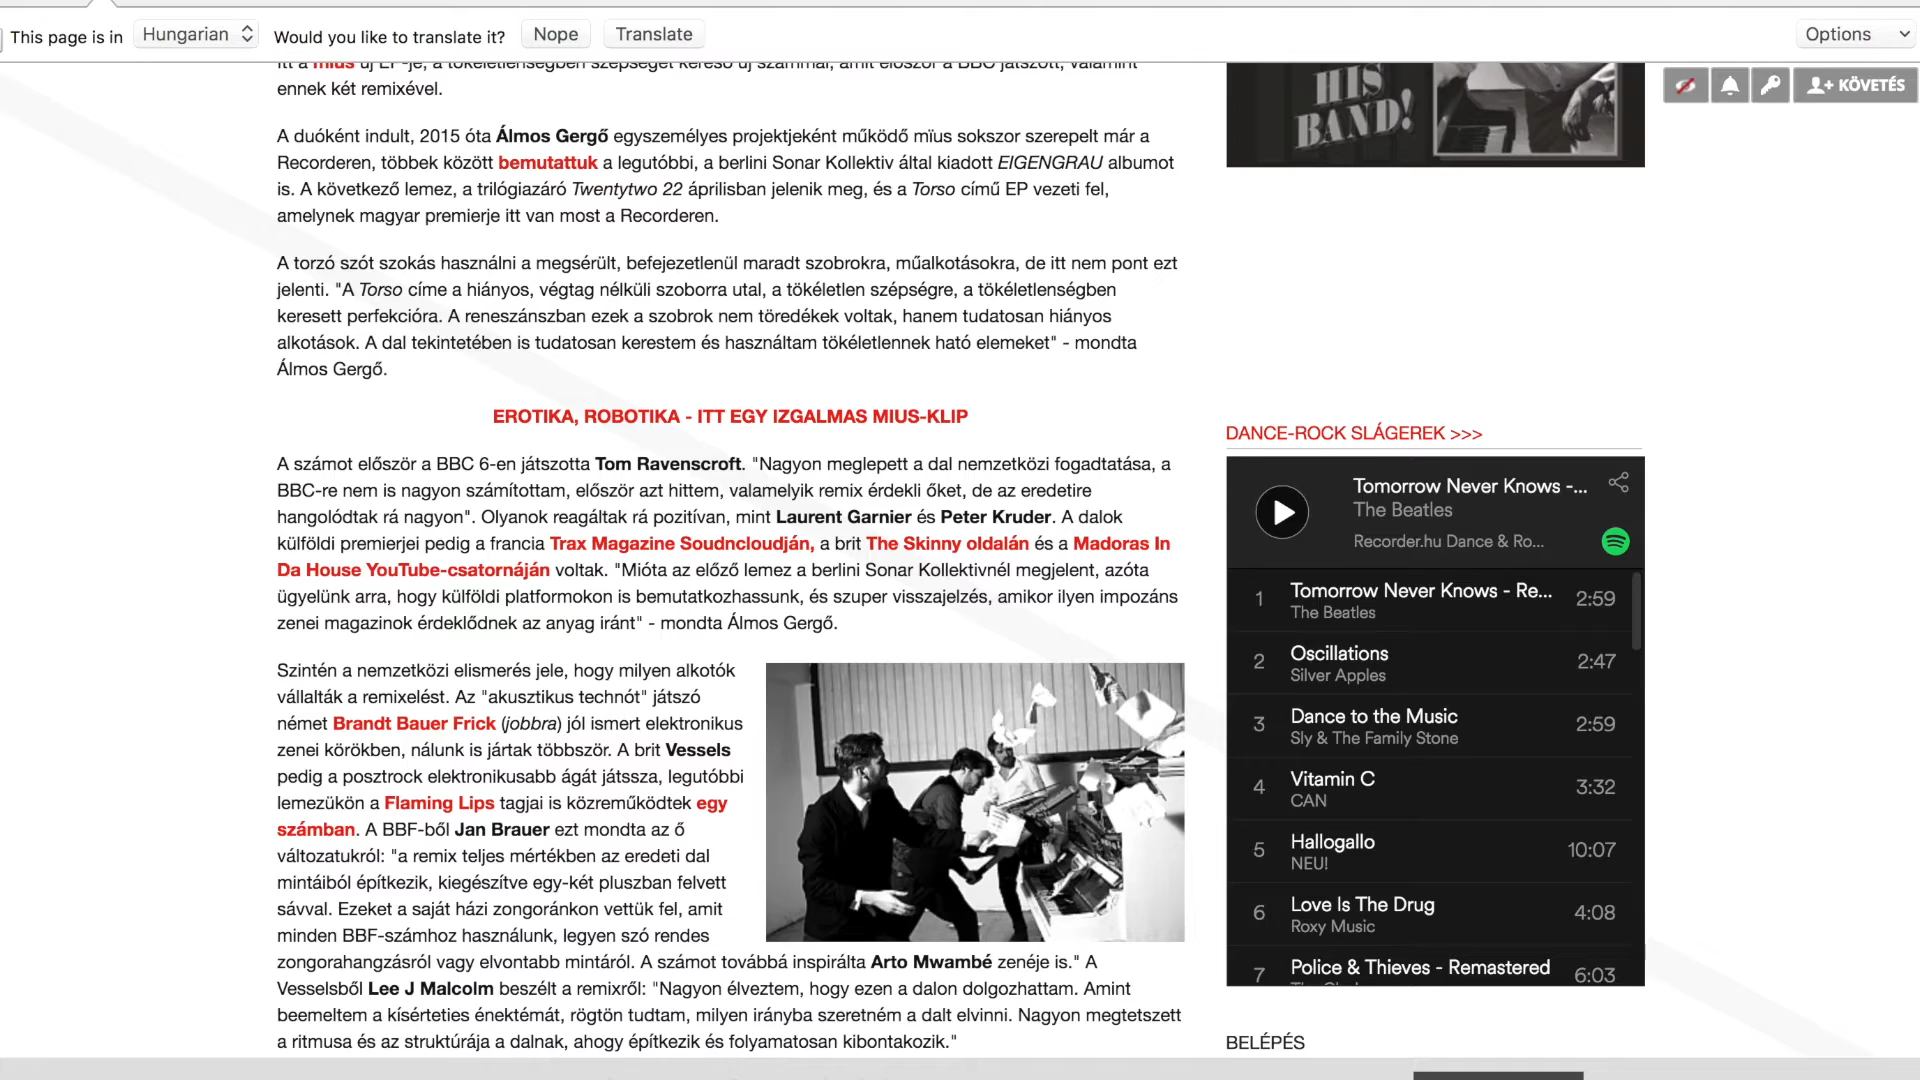 This page is in Hungarian Would you like to translate it? Nope Translate Options
itt a mïus új EP-je, a tökéletlenségben szépséget kereső új számmal, amit először a BBC játszott, valamint
ennek két remixével.
A duóként indult, 2015 óta Álmos Gergő egyszemélyes projektjeként működő mïus sokszor szerepelt már a
Recorderen, többek között bemutattuk a legutóbbi, a berlini Sonar Kollektiv által kiadott EIGENGRAU albumot
is. A következő lemez, a trilógiazáró Twentytwo 22 áprilisban jelenik meg, és a Torso című EP vezeti fel,
amelynek magyar premierje itt van most a Recorderen.
A torzó szót szokás használni a megsérült, befejezetlenül maradt szobrokra, műalkotásokra, de itt nem pont ezt
jelenti. "A Torso címe a hiányos, végtag nélküli szoborra utal, a tökéletlen szépségre, a tökéletlenségben
keresett perfekcióra. A reneszánszban ezek a szobrok nem töredékek voltak, hanem tudatosan hiányos
alkotások. A dal tekintetében is tudatosan kerestem és használtam tökéletlennek ható elemeket" - mondta
Álmos Gergő.
EROTIKA, ROBOTIKA - ITT EGY IZGALMAS MIUS-KLIP
A számot először a BBC 6-en játszotta Tom Ravenscroft. "Nagyon meglepett a dal nemzetközi fogadtatása, a
BBC-re nem is nagyon számítottam, először azt hittem, valamelyik remix érdekli őket, de az eredetire
hangolódtak rá nagyon". Olyanok reagáltak rá pozitívan, mint Laurent Garnier és Peter Kruder. A dalok
külföldi premierjei pedig a francia Trax Magazine Soudncloudján, a brit The Skinny oldalán és a Madoras In
Da House YouTube-csatornáján voltak. "Mióta az előző lemez a berlini Sonar Kollektivnél megjelent, azóta
ügyelünk arra, hogy külföldi platformokon is bemutatkozhassunk, és szuper visszajelzés, amikor ilyen impozáns
zenei magazinok érdeklődnek az anyag iránt" - mondta Álmos Gergő.
Szintén a nemzetközi elismerés jele, hogy milyen alkotók
vállalták a remixelést. Az "akusztikus technót" játszó
német Brandt Bauer Frick (jobbra) jól ismert elektronikus
zenei körökben, nálunk is jártak többször. A brit Vessels
pedig a posztrock elektronikusabb ágát játssza, legutóbbi
lemezükön a Flaming Lips tagjai is közreműködtek egy
számban. A BBF-ből Jan Brauer ezt mondta az ő
változatukról: "a remix teljes mértékben az eredeti dal
mintáiból építkezik, kiegészítve egy-két pluszban felvett
sávval. Ezeket a saját házi zongoránkon vettük fel, amit
minden BBF-számhoz használunk, legyen szó rendes
zongorahangzásról vagy elvontabb mintáról. A számot továbbá inspirálta Arto Mwambé zenéje is." A
Vesselsből Lee J Malcolm beszélt a remixről: "Nagyon élveztem, hogy ezen a dalon dolgozhattam. Amint
beemeltem a kísérteties énektémát, rögtön tudtam, milyen irányba szeretném a dalt elvinni. Nagyon megtetszett
a ritmusa és az struktúrája a dalnak, ahogy építkezik és folyamatosan kibontakozik."
HIS
BAND!
KÖVETÉS
DANCE-ROCK SLÁGEREK >>>
Tomorrow Never Knows -...
The Beatles
Recorder.hu Dance & Ro...
1 Tomorrow Never Knows - Re... 2:59
The Beatles
2 Oscillations 2:47
Silver Apples
3 Dance to the Music 2:59
Sly & The Family Stone
4 Vitamin C 3:32
CAN
5 Hallogallo 10:07
NEU!
6 Love Is The Drug 4:08
Roxy Music
7 Police & Thieves - Remastered 6:03
BELÉPÉS